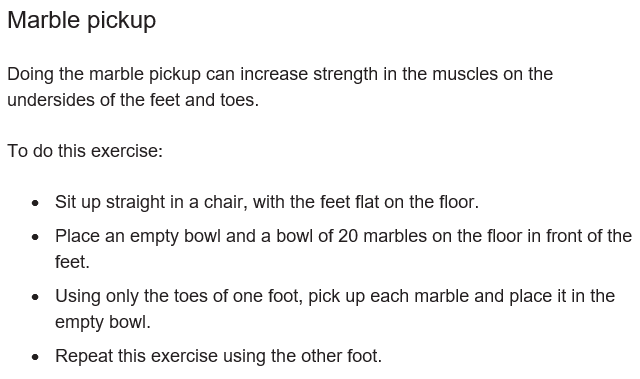 Marble pickup
Doing the marble pickup can increase strength in the muscles on the
undersides of the feet and toes.
To do this exercise:
• Sit up straight in a chair, with the feet flat on the floor.
• Place an empty bowl and a bowl of 20 marbles on the floor in front of the
feet.
• Using only the toes of one foot, pick up each marble and place it in the
empty bowl.
• Repeat this exercise using the other foot.